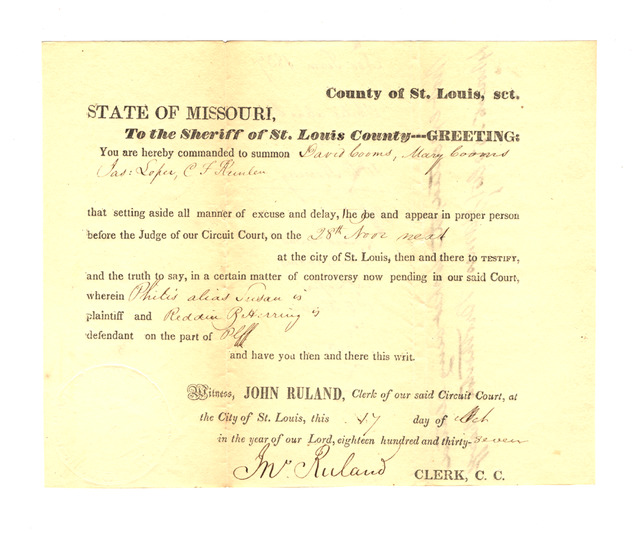 County of St. Louis, sct.
STATE OF MISSOURI,
To the Sheriff of St. Louis County---GREETING:
You are hereby commanded to summon David Cooms, Mary Cooms
Jas: Loper, C F
that setting aside all manner of excuse and delay, the be and appear in proper person
before the Judge of our Circuit Court, on the 28th Novr next
at the city of St. Louis, then and there to TESTIFY,
and the truth to say, in a certain matter of controversy now pending in our said Court,
wherein Philis alias Susan is
plaintiff and Reddin B Herring is
defendant on the part of Plff
and have you then and there this writ.
Witness, JOHN RULAND, Clerk of our said Circuit Court, at
the City of St. Louis, this 17 day of Oct
in the year of our Lord, eighteen hundred and thirty-seven
Jno Ruland CLERK, C. C.